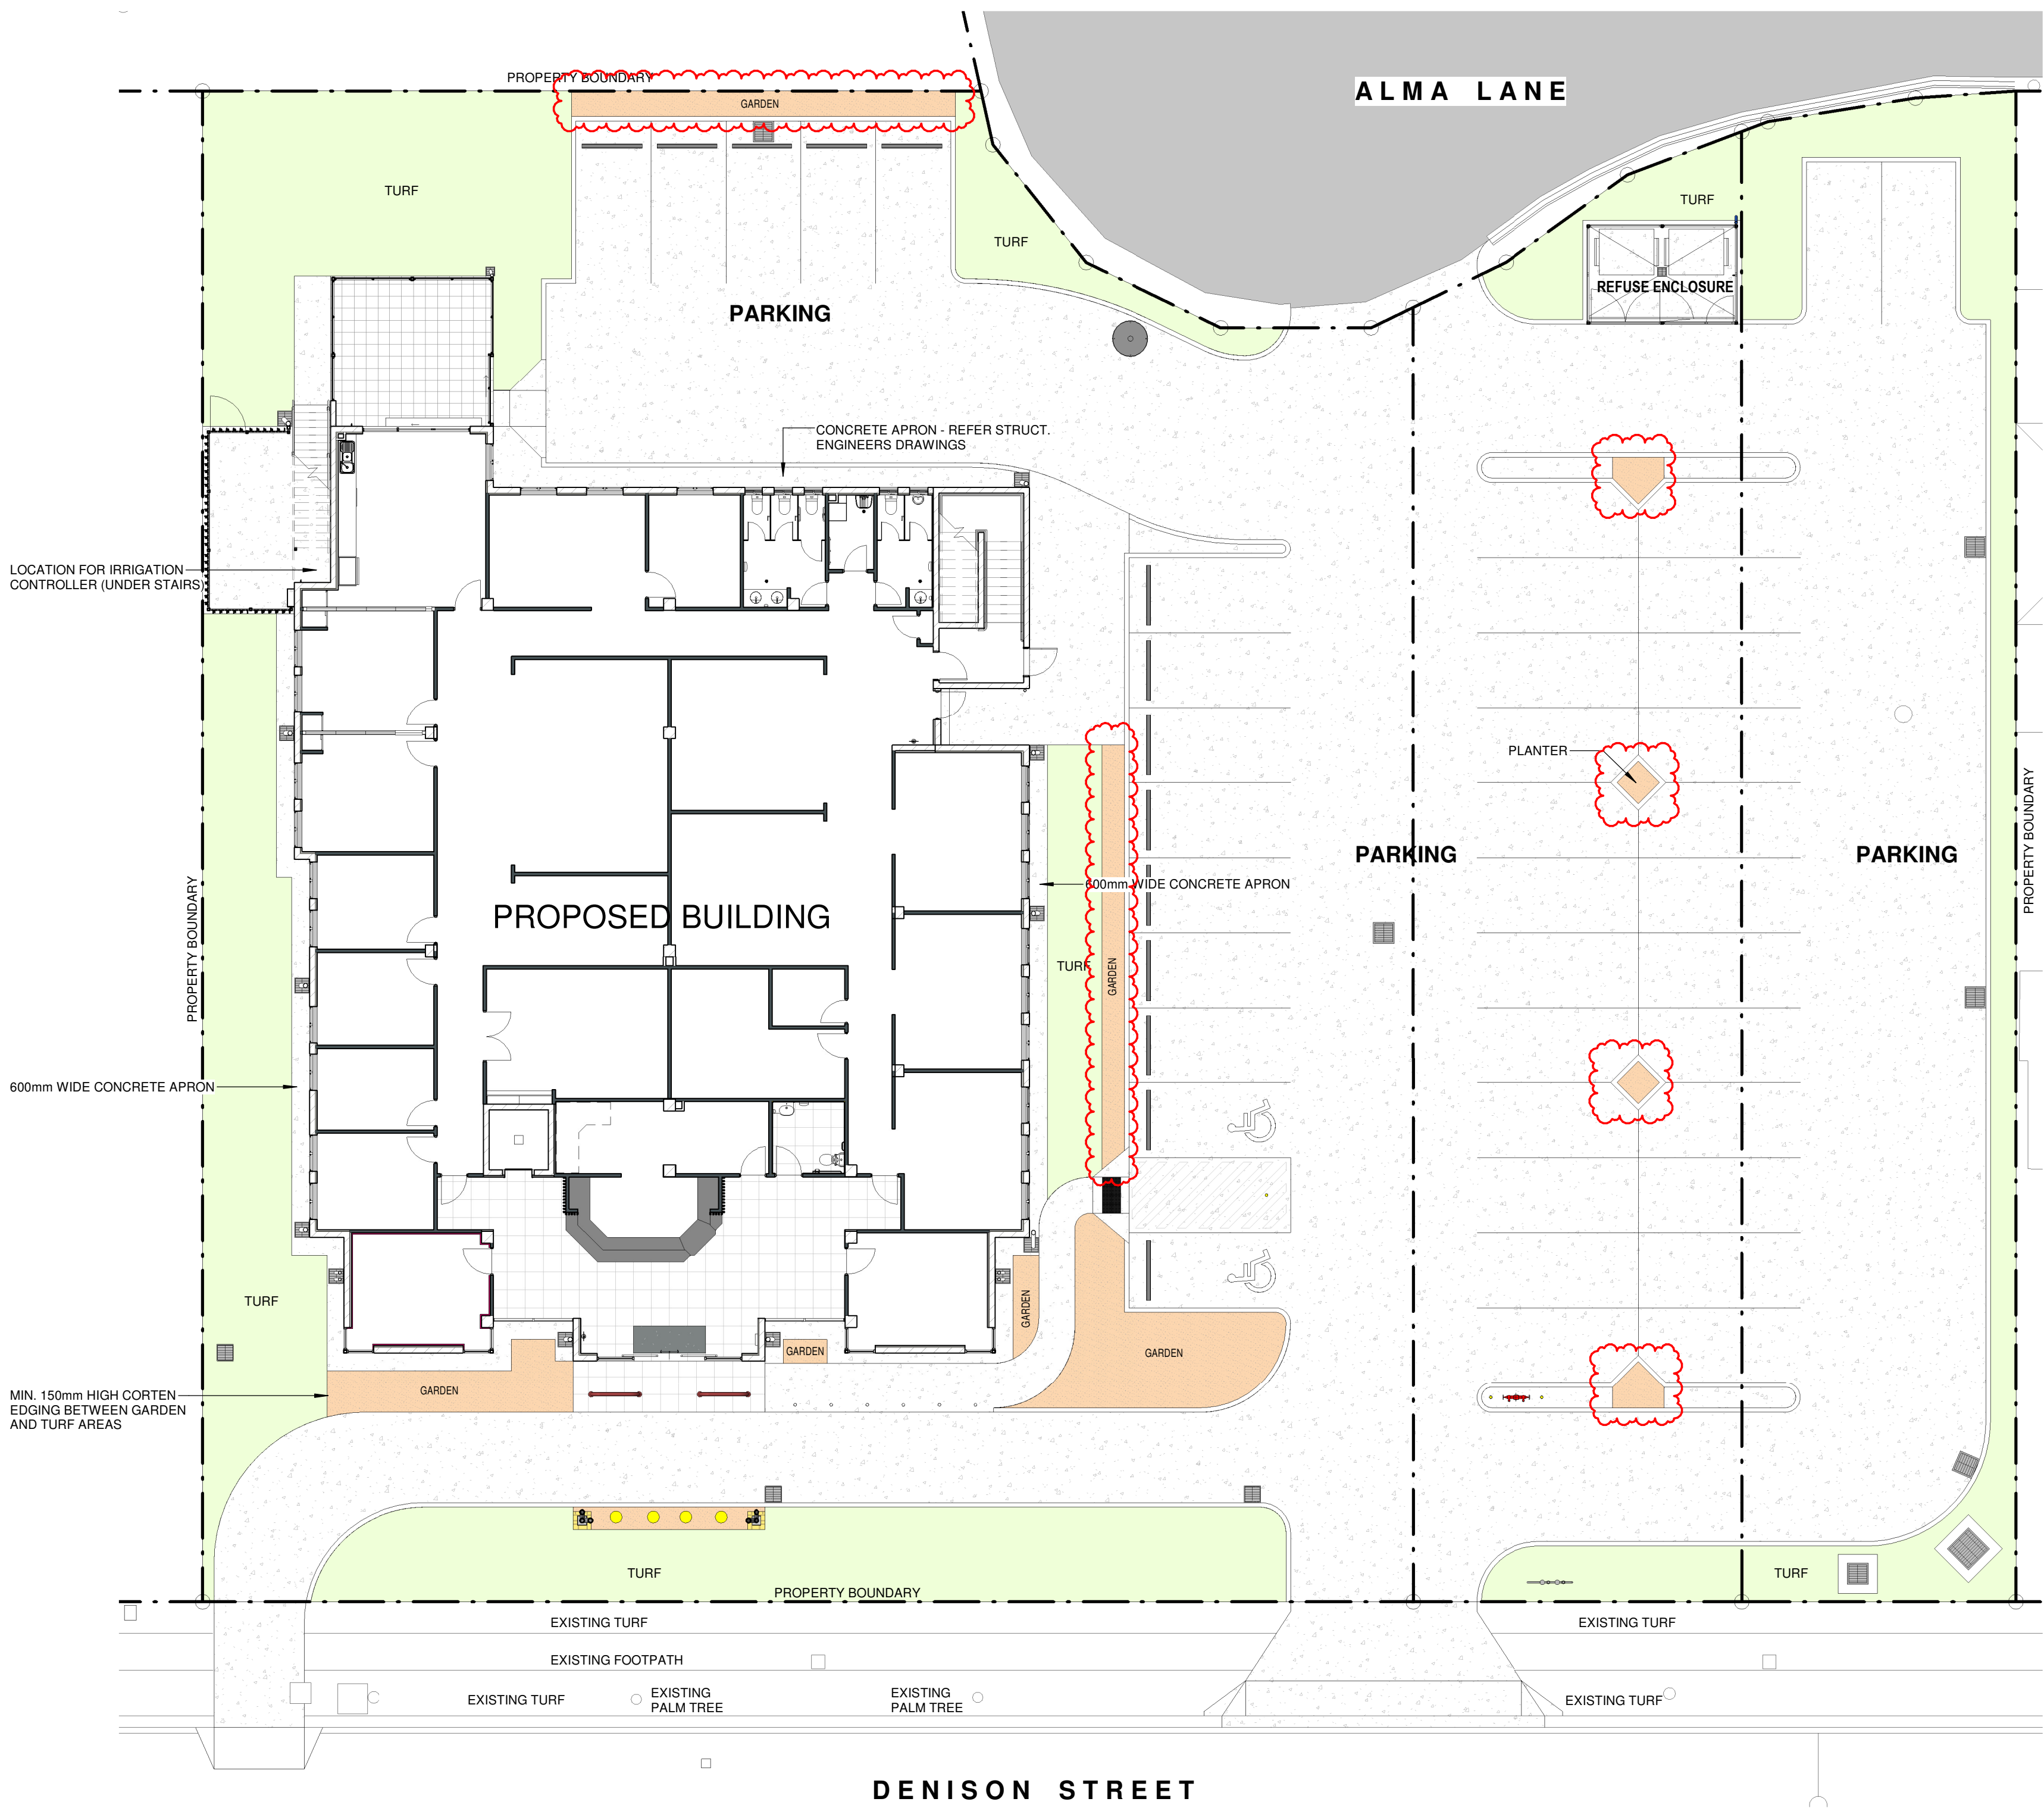 PROPERTY BOUNDARY
ALMA LANE
GARDEN
TURF
TURF
TURF
REFUSE ENCLOSURE
PARKING
CONCRETE APRON - REFER STRUCT.
ENGINEERS DRAWINGS
LOCATION FOR IRRIGATION
CONTROLLER (UNDER STAIRS)
PLANTER
PROPERTY BOUNDARY
PARKING
PARKING
600mm WIDE CONCRETE APRON
PROPOSED BUILDING
PROPERTY BOUNDARY
TURF
GARDEN
600mm WIDE CONCRETE APRON
TURF
GARDEN
GARDEN
GARDEN
GARDEN
MIN. 150mm HIGH CORTEN
EDGING BETWEEN GARDEN
AND TURF AREAS
TURF
TURF
PROPERTY BOUNDARY
EXISTING TURF
EXISTING TURF
EXISTING FOOTPATH
EXISTING TURF
EXISTING
PALM TREE
EXISTING
PALM TREE
EXISTING TURF
DENISON STREET